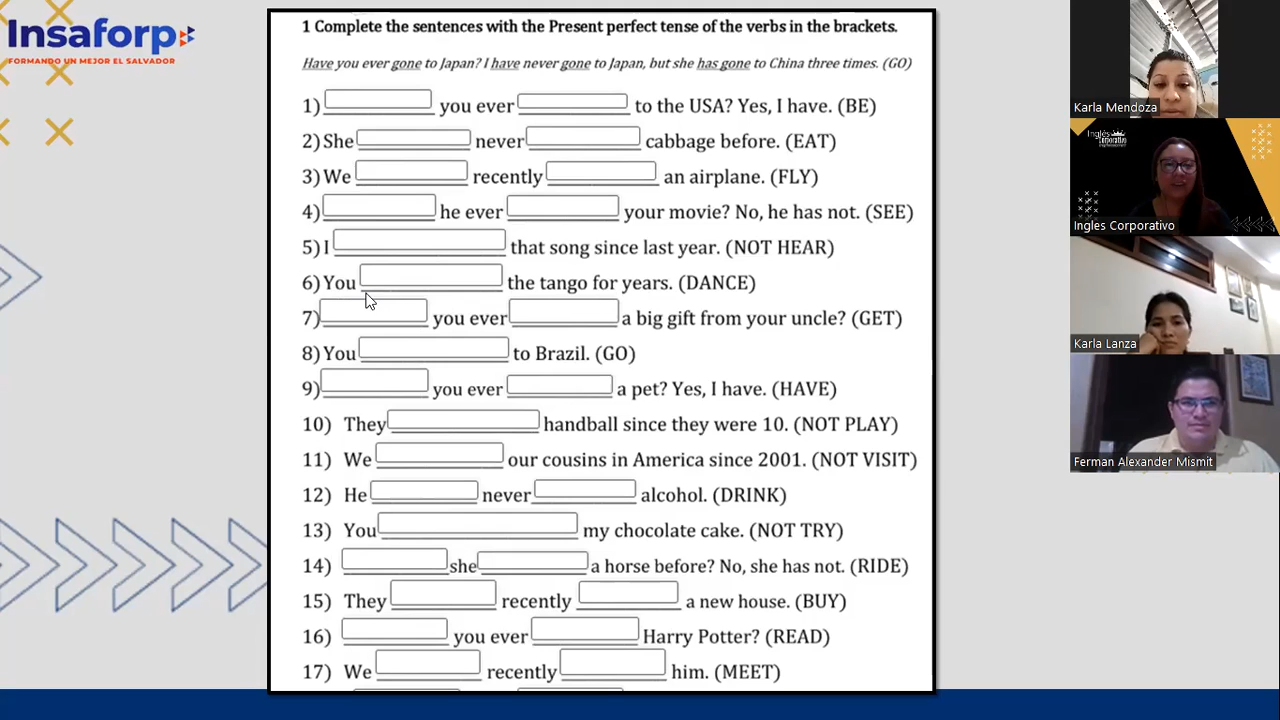 Insaforp
FORMANDO UN MEJOR EL SALVADOR
1 Complete the sentences with the Present perfect tense of the verbs in the brackets.
Have you ever gone to Japan? I have never gone to Japan, but she has gone to China three times. (GO)
1) you ever to the USA? Yes, I have. (BE)
2) She never cabbage before. (EAT)
3) We recently an airplane. (FLY)
4) he ever your movie? No, he has not. (SEE)
5) I that song since last year. (NOT HEAR)
6) You the tango for years. (DANCE)
7) you ever a big gift from your uncle? (GET)
8) You to Brazil. (GO)
9) you ever a pet? Yes, I have. (HAVE)
10) They handball since they were 10. (NOT PLAY)
11) We our cousins in America since 2001. (NOT VISIT)
12) He never alcohol. (DRINK)
13) You my chocolate cake. (NOT TRY)
14) she a horse before? No, she has not. (RIDE)
15) They recently a new house. (BUY)
16) you ever Harry Potter? (READ)
17) We recently him. (MEET)
Karla Mendoza
Inglés
Corporativo
Ingles Corporativo
Karla Lanza
Ferman Alexander Mismit